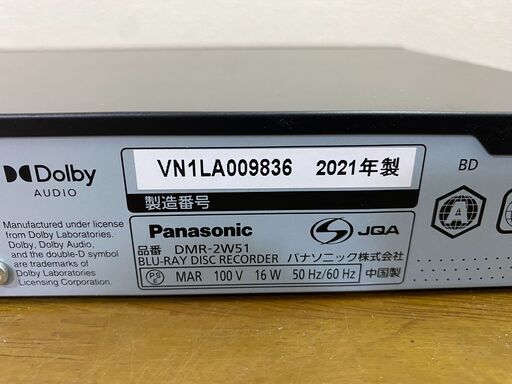 Dolby
AUDIO
Manufactured under license
from Dolby Laboratories.
Dolby, Dolby Audio,
and the double-D symbol
are trademarks of
Dolby Laboratories
Licensing Corporation.
VN1LA009836 2021年製
製造番号
Panasonic
JQA
品番 DMR-2W51
BLU-RAY DISC RECORDER パナソニック株式会社
PS E MAR 100 V 16 W 50 Hz/60 Hz 中国製
BD
A